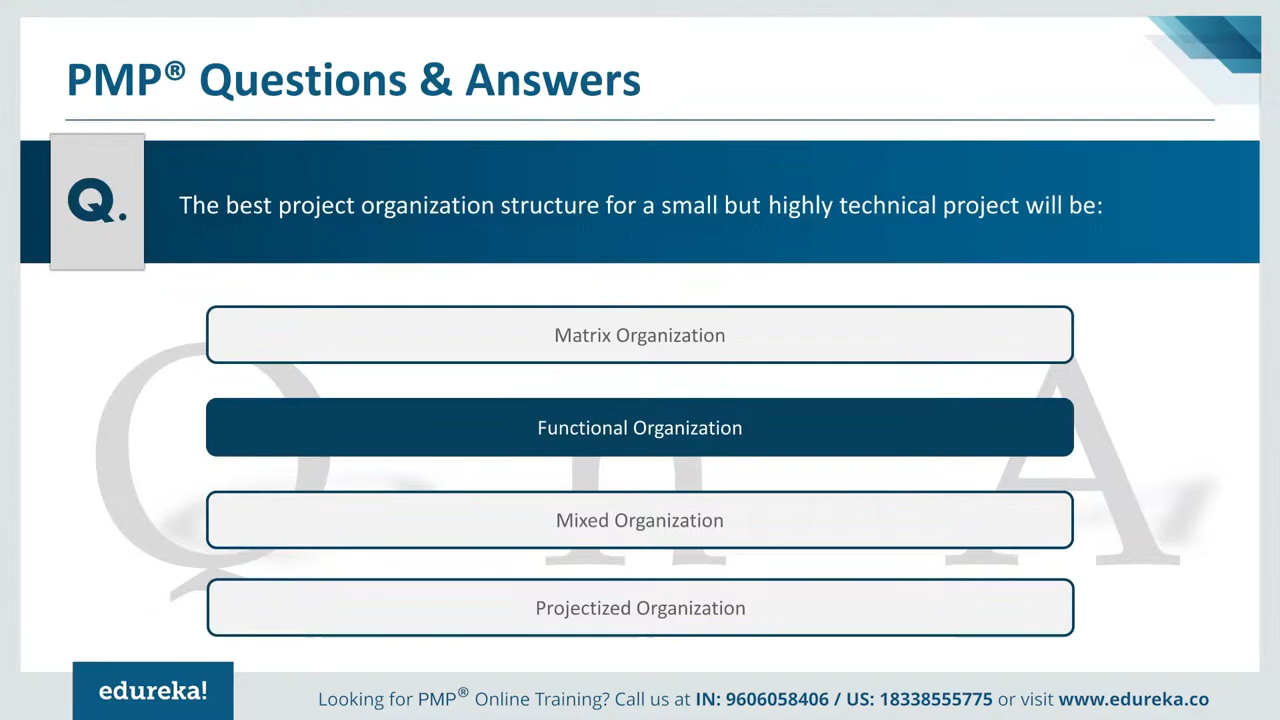 PMP® Questions & Answers
Q.
The best project organization structure for a small but highly technical project will be:
Matrix Organization
Functional Organization
Mixed Organization
Projectized Organization
Q n A
edureka!
Looking for PMP® Online Training? Call us at IN: 9606058406 / US: 18338555775 or visit www.edureka.co